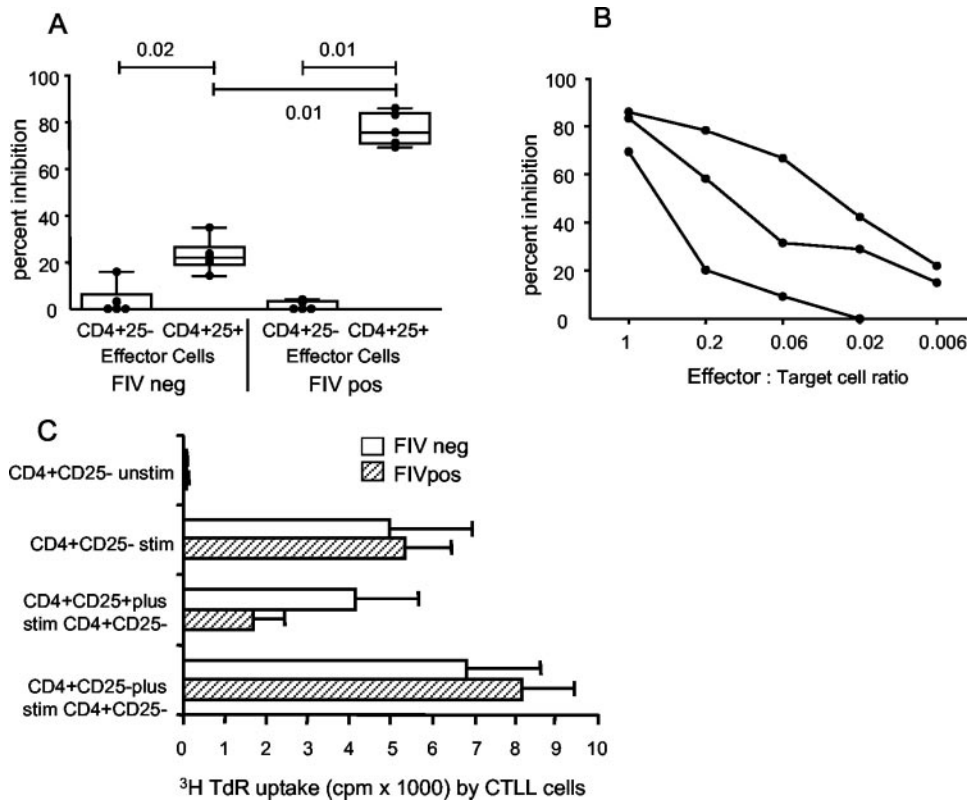 A
0.02
0.01
0.01
100
80
60
40
20
0
percent inhibition
CD4+25- CD4+25+ CD4+25- CD4+25+
Effector Cells Effector Cells
FIV neg FIV pos
B
100
80
60
40
20
0
percent inhibition
1 0.2 0.06 0.02 0.006
Effector : Target cell ratio
C
FIV neg
FIVpos
CD4+CD25- unstim
CD4+CD25- stim
CD4+CD25+plus
stim CD4+CD25-
CD4+CD25-plus
stim CD4+CD25-
0 1 2 3 4 5 6 7 8 9 10
³H TdR uptake (cpm x 1000) by CTLL cells